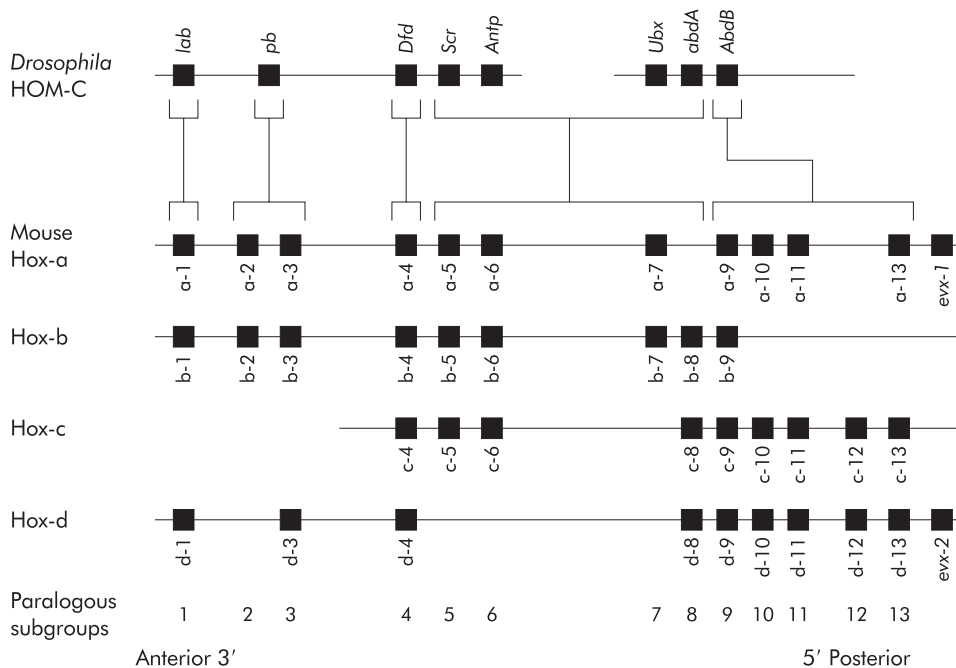 lab pb Dfd Scr Antp Ubx abdA AbdB
Drosophila
HOM-C
Mouse
Hox-a
a-1 a-2 a-3 a-4 a-5 a-6 a-7 a-9 a-10 a-11 a-13 evx-1
Hox-b
b-1 b-2 b-3 b-4 b-5 b-6 b-7 b-8 b-9
Hox-c
c-4 c-5 c-6 c-8 c-9 c-10 c-11 c-12 c-13
Hox-d
d-1 d-3 d-4 d-8 d-9 d-10 d-11 d-12 d-13 evx-2
Paralogous
subgroups
1 2 3 4 5 6 7 8 9 10 11 12 13
Anterior 3′ 5′ Posterior